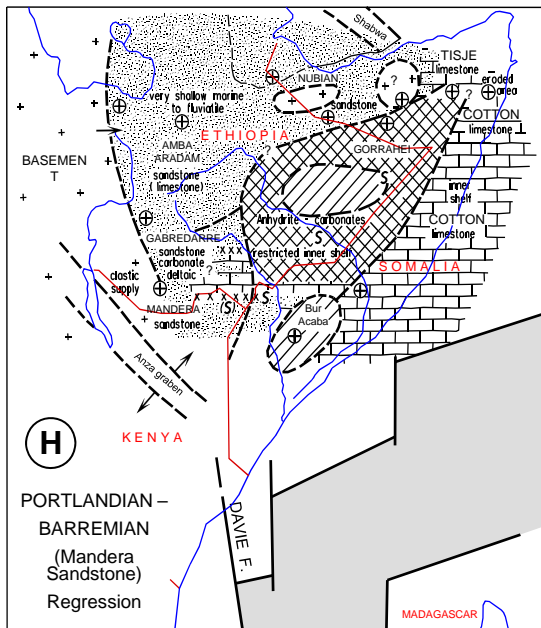 Shabwa
TISJE
limestone
NUBIAN
?
eroded
area
very shallow marine
to fluviatile
sandstone
?
COTTON
limestone
ETHIOPIA
AMBA
ARADAM
?
GORRAHEI
BASEMEN
T
sandstone
(limestone)
S
inner
shelf
COTTON
limestone
Anhydrite - carbonates
S
GABREDARRE
sandstone
carbonate
deltaic
?
xxx
restricted inner shelf
SOMALIA
clastic
supply
x x x x x x
S
S
(S)
MANDERA
sandstone
Bur
Acaba
Anza graben
H
KENYA
PORTLANDIAN –
BARREMIAN
(Mandera
Sandstone)
Regression
DAVIE F.
MADAGASCAR